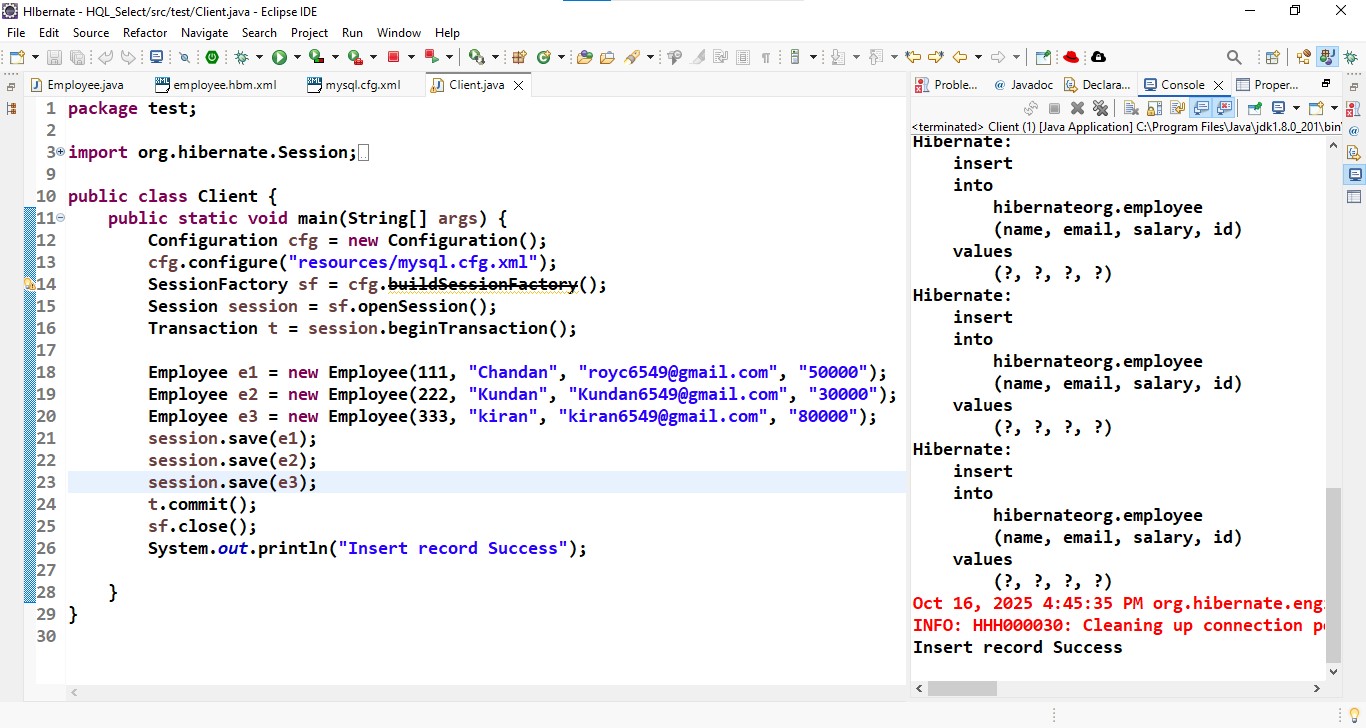 HIbernate - HQL_Select/src/test/Client.java - Eclipse IDE
File Edit Source Refactor Navigate Search Project Run Window Help
Employee.java employee.hbm.xml mysql.cfg.xml Client.java
1 package test;
2
3 import org.hibernate.Session;
9
10 public class Client {
11 public static void main(String[] args) {
12 Configuration cfg = new Configuration();
13 cfg.configure("resources/mysql.cfg.xml");
14 SessionFactory sf = cfg.buildSessionFactory();
15 Session session = sf.openSession();
16 Transaction t = session.beginTransaction();
17
18 Employee e1 = new Employee(111, "Chandan", "royc6549@gmail.com", "50000");
19 Employee e2 = new Employee(222, "Kundan", "Kundan6549@gmail.com", "30000");
20 Employee e3 = new Employee(333, "kiran", "kiran6549@gmail.com", "80000");
21 session.save(e1);
22 session.save(e2);
23 session.save(e3);
24 t.commit();
25 sf.close();
26 System.out.println("Insert record Success");
27
28 }
29 }
30
Proble... @ Javadoc Declara... Console Proper...
<terminated> Client (1) [Java Application] C:\Program Files\Java\jdk1.8.0_201\bin\
Hibernate:
insert
into
hibernateorg.employee
(name, email, salary, id)
values
(?, ?, ?, ?)
Hibernate:
insert
into
hibernateorg.employee
(name, email, salary, id)
values
(?, ?, ?, ?)
Hibernate:
insert
into
hibernateorg.employee
(name, email, salary, id)
values
(?, ?, ?, ?)
Oct 16, 2025 4:45:35 PM org.hibernate.eng
INFO: HHH000030: Cleaning up connection p
Insert record Success